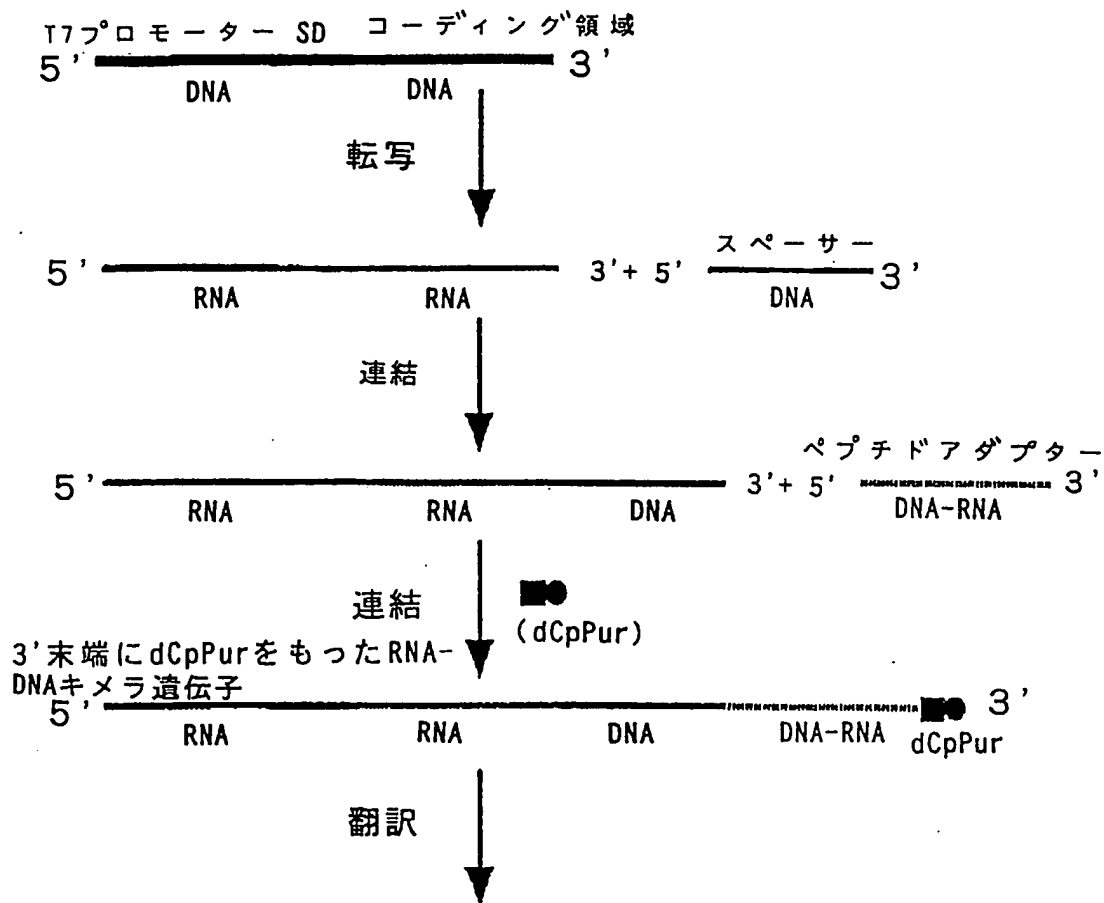 T7プロモーター SD コーディング領域
5' 3'
DNA DNA
転写
スペーサー
5' 3'+ 5' 3'
RNA RNA DNA
連結
ペプチドアダプター
5' 3'+ 5' 3'
RNA RNA DNA DNA-RNA
連結
(dCpPur)
3'末端にdCpPurをもったRNA-
DNAキメラ遺伝子
5' 3'
RNA RNA DNA DNA-RNA dCpPur
翻訳